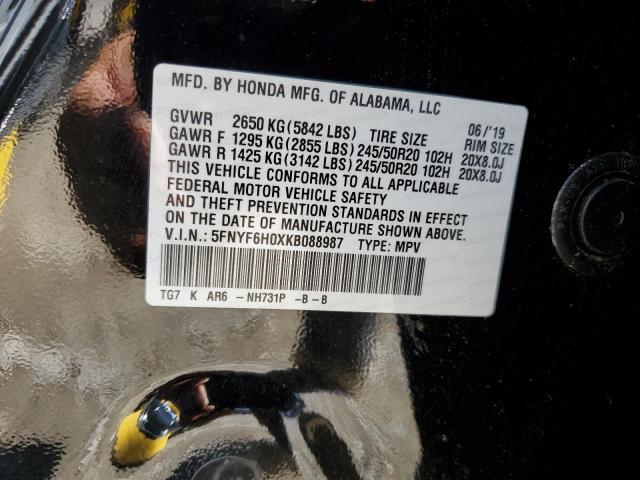 MFD. BY HONDA MFG. OF ALABAMA, LLC
GVWR 2650 KG(5842 LBS) TIRE SIZE 06/'19 RIM SIZE
GAWR F 1295 KG(2855 LBS)245/50R20 102H 20X8.0J
GAWR R 1425 KG(3142 LBS)245/50R20 102H 20X8.0J
THIS VEHICLE CONFORMS TO ALL APPLICABLE
FEDERAL MOTOR VEHICLE SAFETY
AND THEFT PREVENTION STANDARDS IN EFFECT
ON THE DATE OF MANUFACTURE SHOWN ABOVE.
V.I.N.: 5FNYF6H0XKB088987 TYPE: MPV
TG7 K AR6 -NH731P -B-B